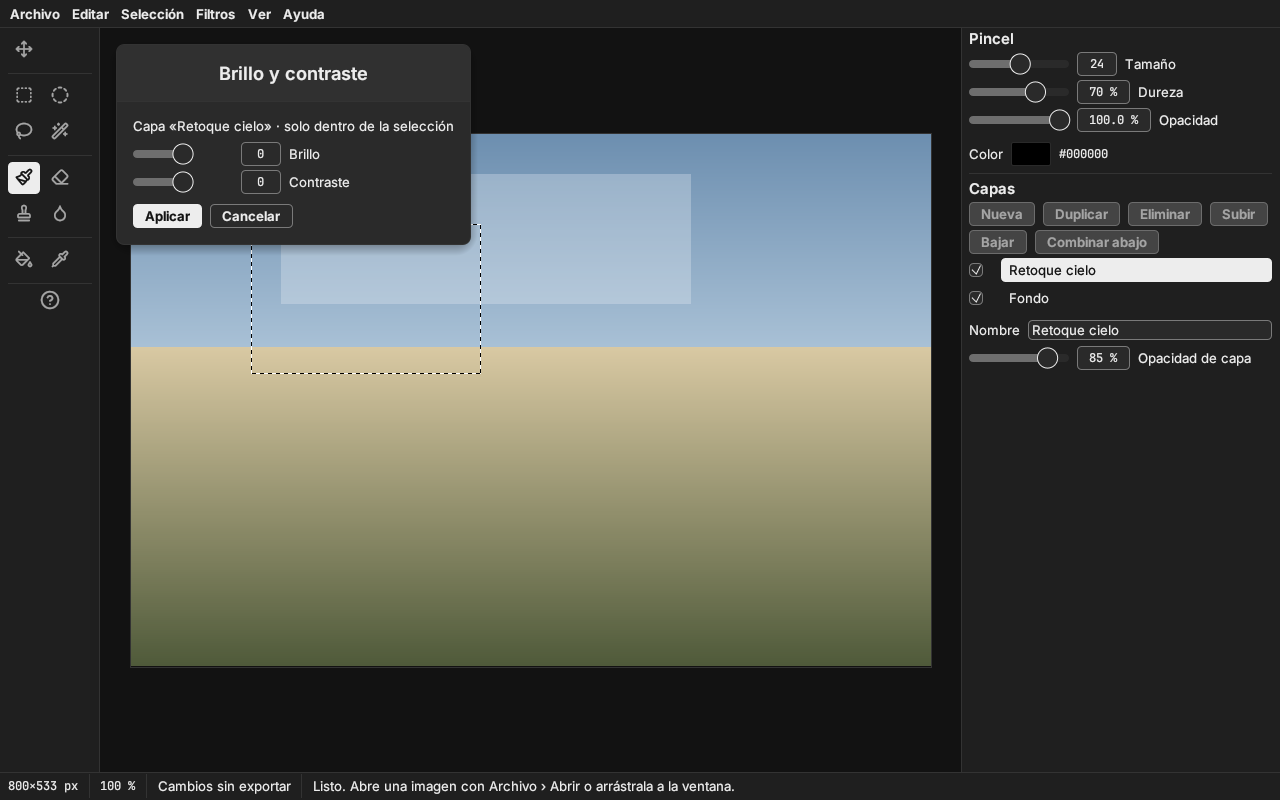 Archivo Editar Selección Filtros Ver Ayuda
Brillo y contraste
Capa «Retoque cielo» · solo dentro de la selección
0 Brillo
0 Contraste
Aplicar Cancelar
Pincel
24 Tamaño
70 % Dureza
100.0 % Opacidad
Color #000000
Capas
Nueva Duplicar Eliminar Subir
Bajar Combinar abajo
Retoque cielo
Fondo
Nombre Retoque cielo
85 % Opacidad de capa
800×533 px 100 % Cambios sin exportar Listo. Abre una imagen con Archivo › Abrir o arrástrala a la ventana.